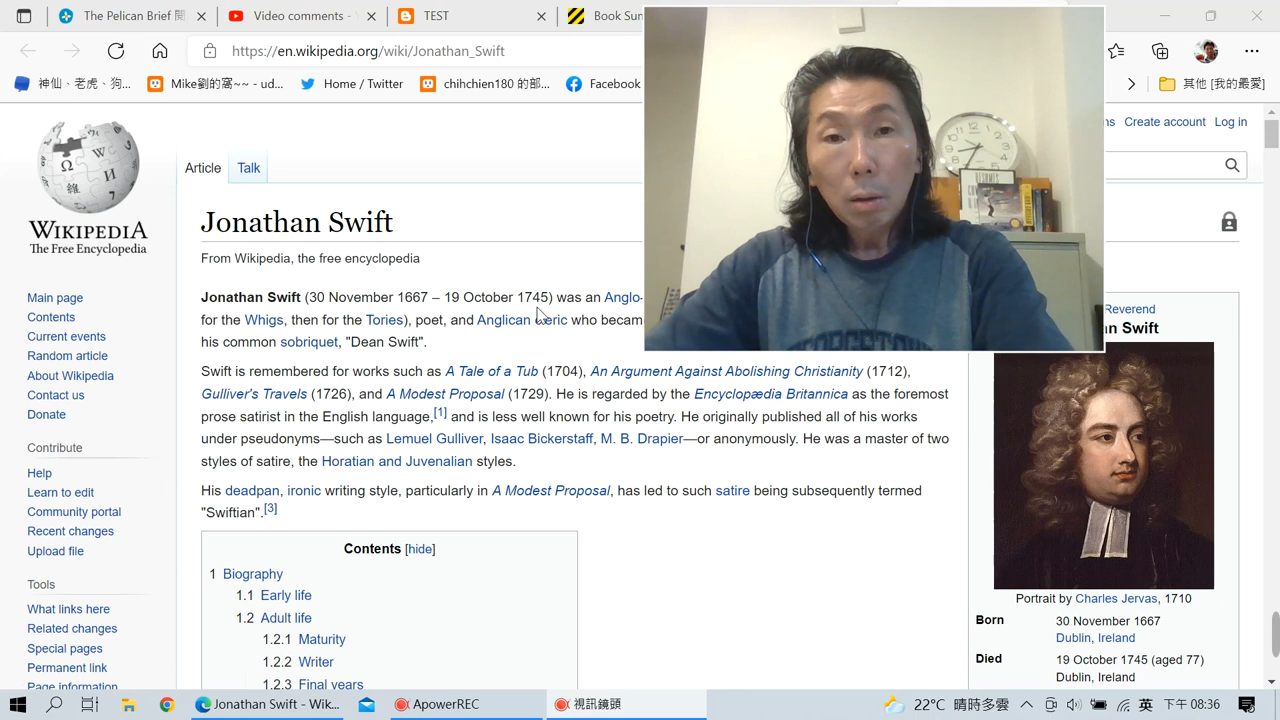 The Pelican Brief
Video comments -
TEST
Book Sum
https://en.wikipedia.org/wiki/Jonathan_Swift
神仙、老虎、狗...
Mike劉的窩~~ - ud...
Home / Twitter
chihchien180 的部...
Facebook
其他 [我的最愛]
Create account
Log in
Article
Talk
WIKIPEDIA
The Free Encyclopedia
Jonathan Swift
From Wikipedia, the free encyclopedia
Main page
Contents
Current events
Random article
About Wikipedia
Contact us
Donate
Contribute
Help
Learn to edit
Community portal
Recent changes
Upload file
Tools
What links here
Related changes
Special pages
Permanent link
Page information
Jonathan Swift (30 November 1667 – 19 October 1745) was an Anglo-
for the Whigs, then for the Tories), poet, and Anglican cleric who becam
his common sobriquet, "Dean Swift".
Swift is remembered for works such as A Tale of a Tub (1704), An Argument Against Abolishing Christianity (1712),
Gulliver's Travels (1726), and A Modest Proposal (1729). He is regarded by the Encyclopædia Britannica as the foremost
prose satirist in the English language,[1] and is less well known for his poetry. He originally published all of his works
under pseudonyms—such as Lemuel Gulliver, Isaac Bickerstaff, M. B. Drapier—or anonymously. He was a master of two
styles of satire, the Horatian and Juvenalian styles.
His deadpan, ironic writing style, particularly in A Modest Proposal, has led to such satire being subsequently termed
"Swiftian".[3]
Contents [hide]
1 Biography
1.1 Early life
1.2 Adult life
1.2.1 Maturity
1.2.2 Writer
1.2.3 Final years
Reverend
an Swift
Portrait by Charles Jervas, 1710
Born
30 November 1667
Dublin, Ireland
Died
19 October 1745 (aged 77)
Dublin, Ireland
Jonathan Swift - Wik...
ApowerREC
視訊鏡頭
22°C 晴時多雲
英
下午 08:36